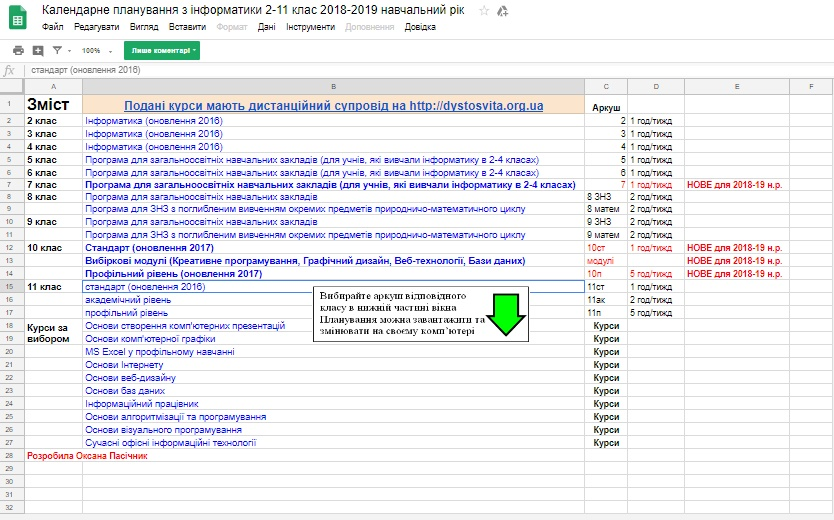 Календарне планування з інформатики 2-11 клас 2018-2019 навчальний рік
Файл Редагувати Вигляд Вставити Формат Дані Інструменти Доповнення Довідка
100% Лише коментарі
fx стандарт (оновлення 2016)
A B C D E F
1 Зміст Подані курси мають дистанційний супровід на http://dystosvita.org.ua Аркуш
2 2 клас Інформатика (оновлення 2016) 2 1 год/тижд
3 3 клас Інформатика (оновлення 2016) 3 1 год/тижд
4 4 клас Інформатика (оновлення 2016) 4 1 год/тижд
5 5 клас Програма для загальноосвітніх навчальних закладів (для учнів, які вивчали інформатику в 2-4 класах) 5 1 год/тижд
6 6 клас Програма для загальноосвітніх навчальних закладів (для учнів, які вивчали інформатику в 2-4 класах) 6 1 год/тижд
7 7 клас Програма для загальноосвітніх навчальних закладів (для учнів, які вивчали інформатику в 2-4 класах) 7 1 год/тижд НОВЕ для 2018-19 н.р.
8 8 клас Програма для загальноосвітніх навчальних закладів 8 ЗНЗ 2 год/тижд
9 Програма для ЗНЗ з поглибленим вивченням окремих предметів природничо-математичного циклу 8 матем 2 год/тижд
10 9 клас Програма для загальноосвітніх навчальних закладів 9 ЗНЗ 2 год/тижд
11 Програма для ЗНЗ з поглибленим вивченням окремих предметів природничо-математичного циклу 9 матем 2 год/тижд
12 10 клас Стандарт (оновлення 2017) 10ст 1 год/тижд НОВЕ для 2018-19 н.р.
13 Вибіркові модулі (Креативне програмування, Графічний дизайн, Веб-технології, Бази даних) модулі НОВЕ для 2018-19 н.р.
14 Профільний рівень (оновлення 2017) 10п 5 год/тижд НОВЕ для 2018-19 н.р.
15 11 клас стандарт (оновлення 2016) 11ст 1 год/тижд
16 академічний рівень 11ак 2 год/тижд
17 профільний рівень 11п 5 год/тижд
Вибирайте аркуш відповідного
класу в нижній частині вікна
Планування можна завантажити та
змінювати на своєму комп'ютері
18 Курси за Основи створення комп'ютерних презентацій Курси
19 вибором Основи комп'ютерної графіки Курси
20 MS Excel у профільному навчанні Курси
21 Основи Інтернету Курси
22 Основи веб-дизайну Курси
23 Основи баз даних Курси
24 Інформаційний працівник Курси
25 Основи алгоритмізації та програмування Курси
26 Основи візуального програмування Курси
27 Сучасні офісні інформаційні технології Курси
28 Розробила Оксана Пасічник
29
30
31
32